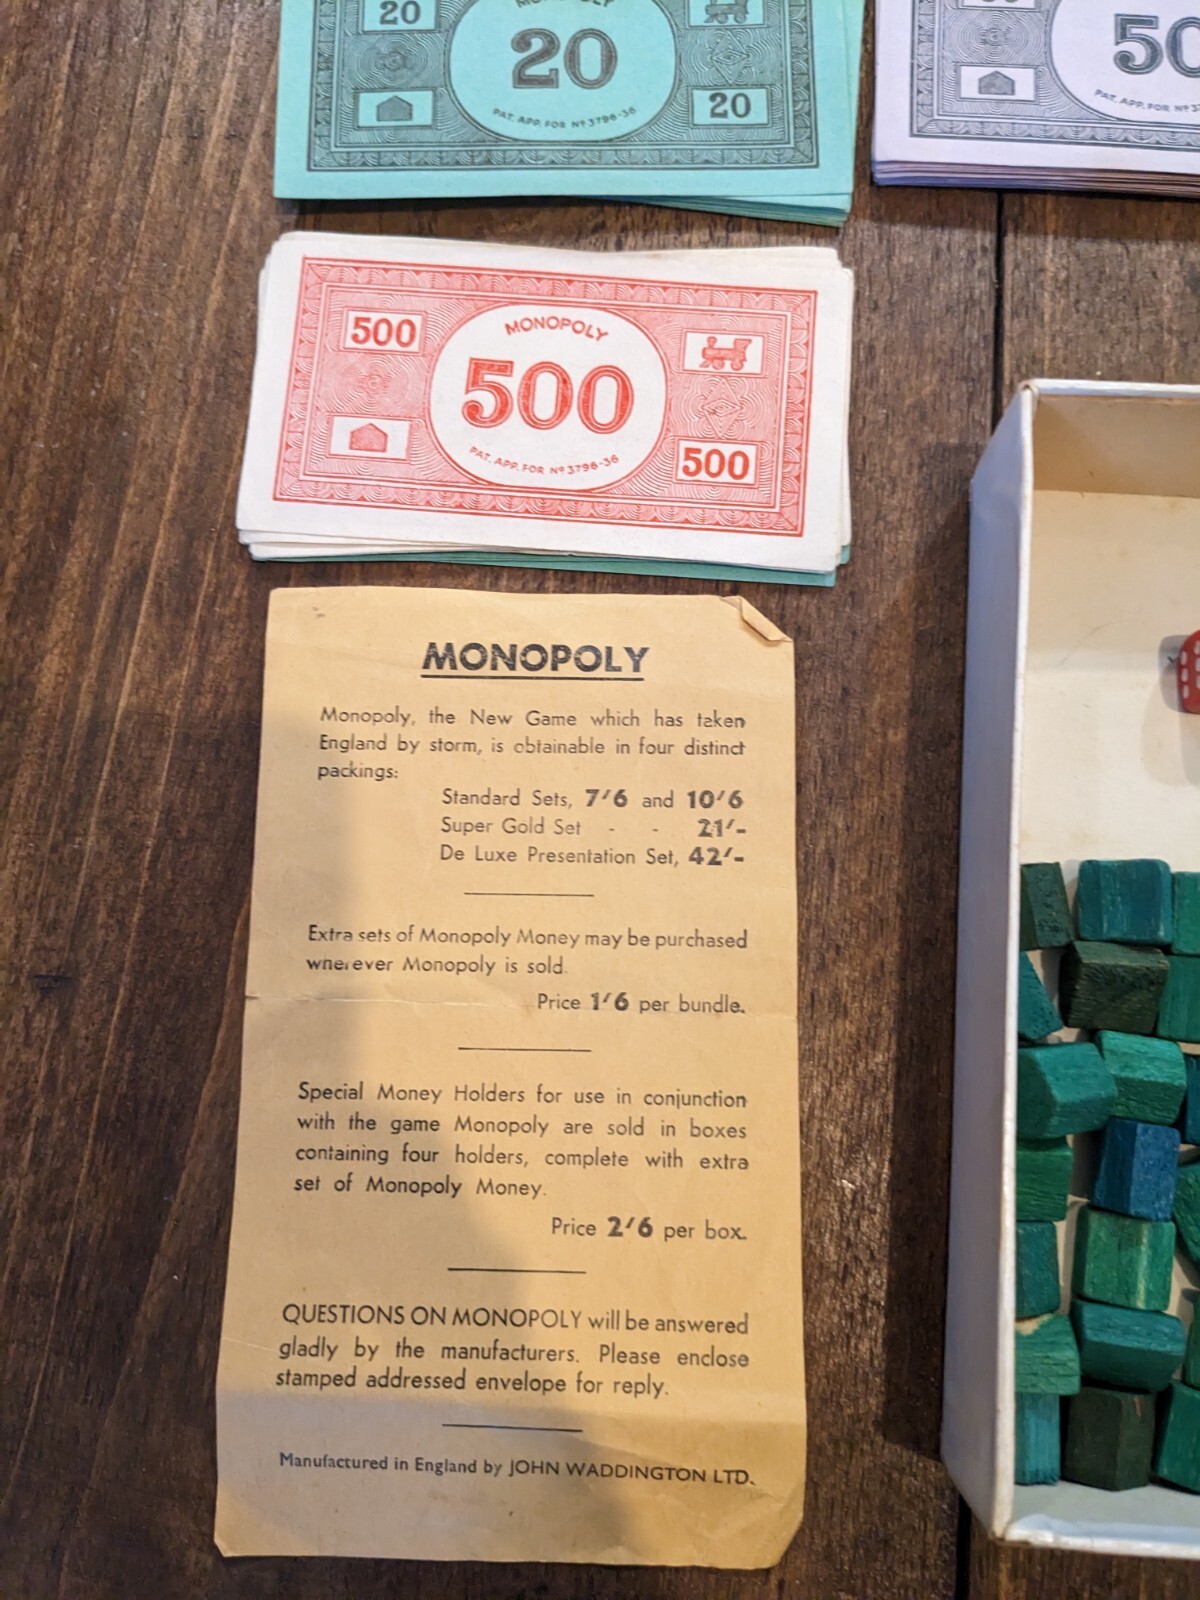 20
MONOPOLY
20
PAT. APP. FOR Nº 3796-36
20
50
PAT. APP. FOR
500
MONOPOLY
500
PAT. APP. FOR Nº 3796-36
500
MONOPOLY
Monopoly, the New Game which has taken
England by storm, is obtainable in four distinct
packings:
Standard Sets, 7′6 and 10′6
Super Gold Set - - 21′-
De Luxe Presentation Set, 42′-
Extra sets of Monopoly Money may be purchased
wherever Monopoly is sold.
Price 1′6 per bundle.
Special Money Holders for use in conjunction
with the game Monopoly are sold in boxes
containing four holders, complete with extra
set of Monopoly Money.
Price 2′6 per box.
QUESTIONS ON MONOPOLY will be answered
gladly by the manufacturers. Please enclose
stamped addressed envelope for reply.
Manufactured in England by JOHN WADDINGTON LTD.